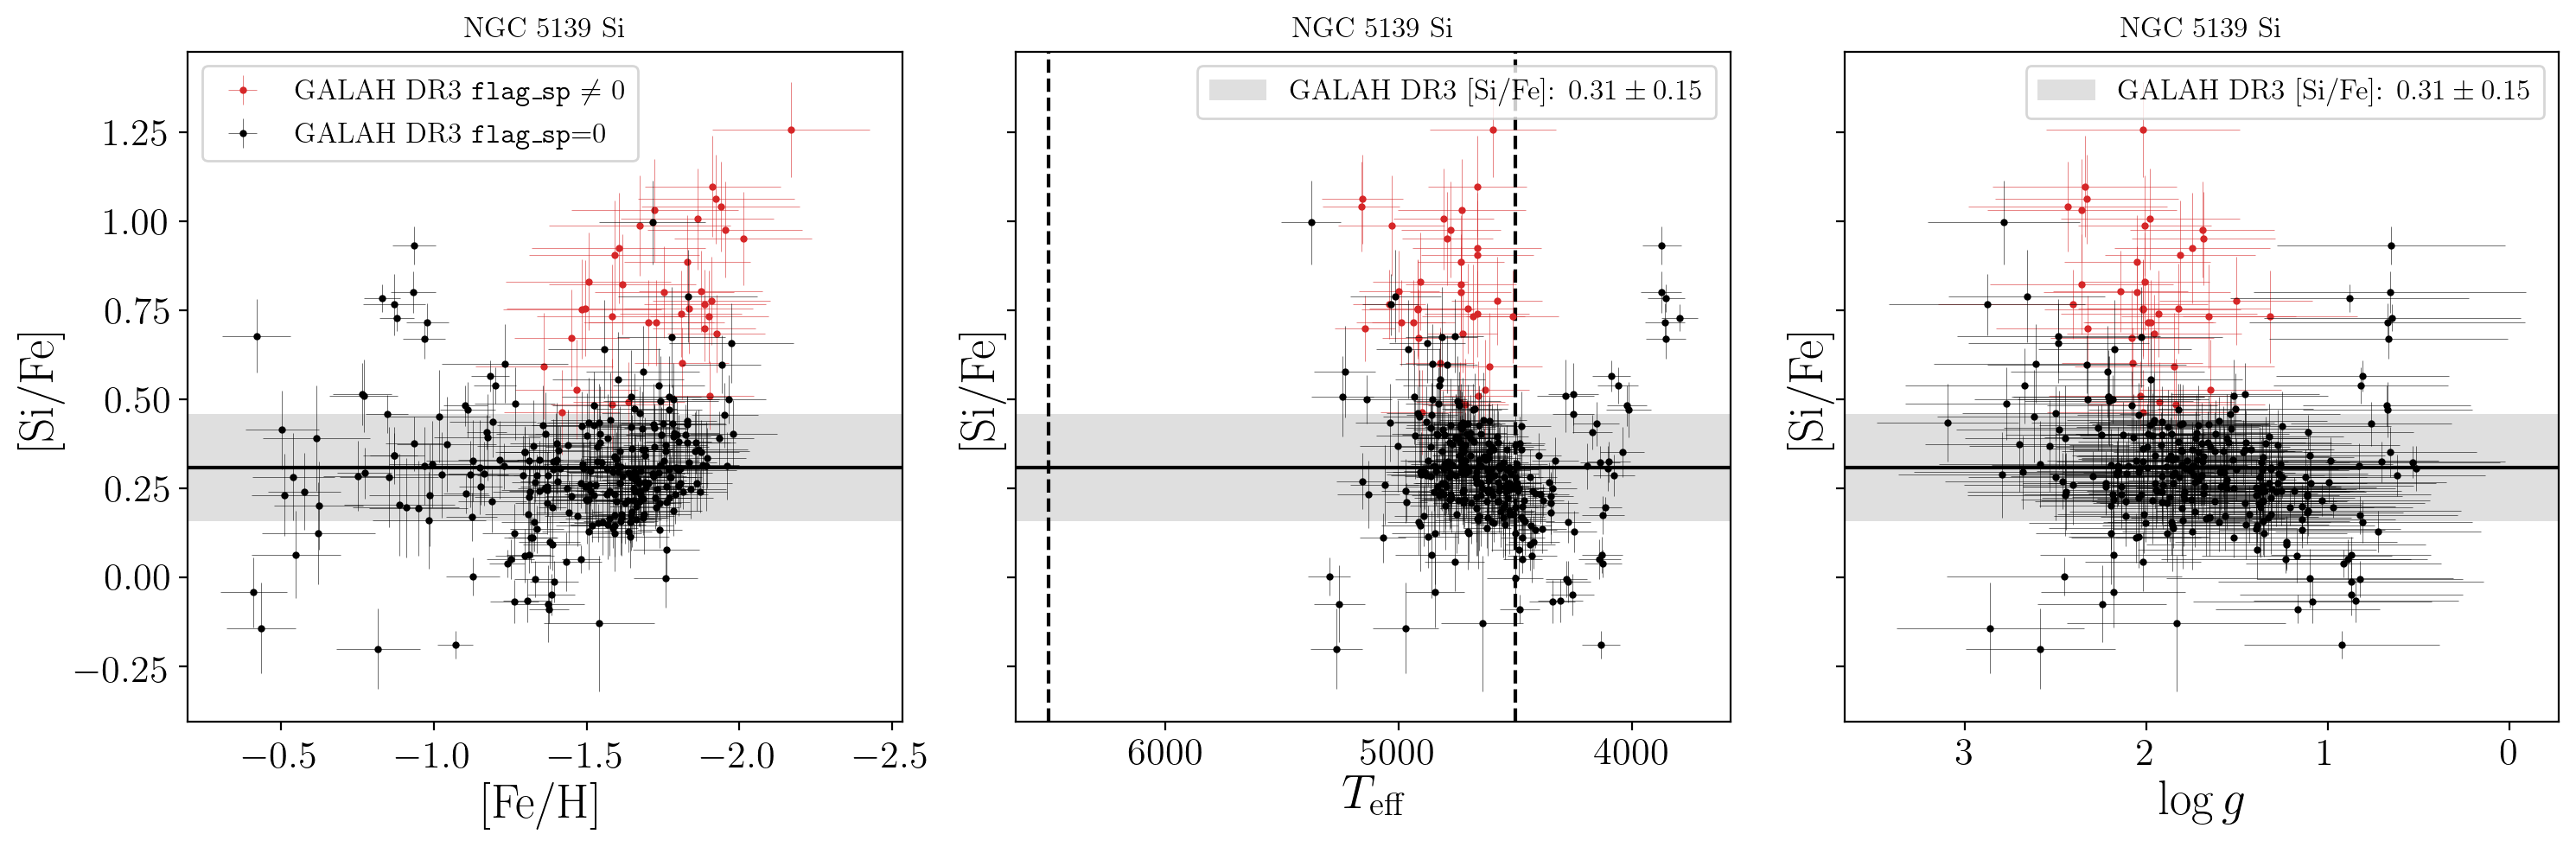 NGC 5139 Si
GALAH DR3 flag_sp ≠ 0
GALAH DR3 flag_sp=0
[Si/Fe]
1.25
1.00
0.75
0.50
0.25
0.00
−0.25
−0.5
−1.0
−1.5
−2.0
−2.5
[Fe/H]
NGC 5139 Si
GALAH DR3 [Si/Fe]: 0.31 ± 0.15
[Si/Fe]
6000
5000
4000
Teff
NGC 5139 Si
GALAH DR3 [Si/Fe]: 0.31 ± 0.15
[Si/Fe]
3
2
1
0
log g